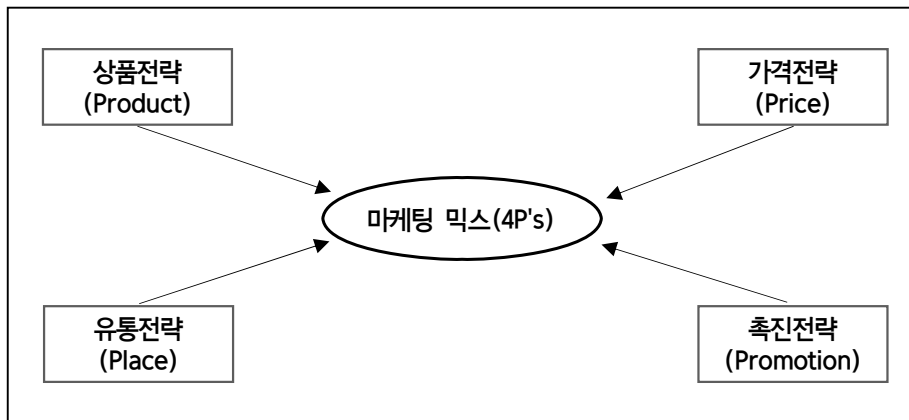 상품전략
(Product)
가격전략
(Price)
마케팅 믹스(4P's)
유통전략
(Place)
촉진전략
(Promotion)